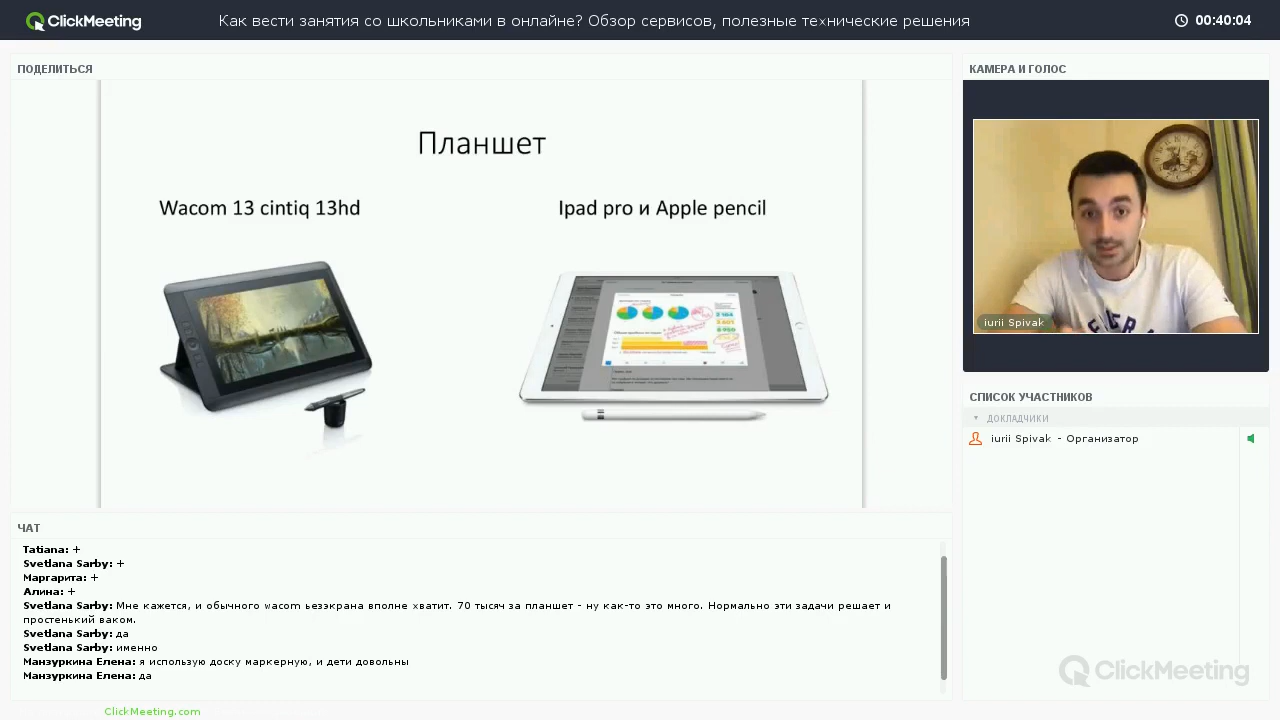 ClickMeeting
Как вести занятия со школьниками в онлайне? Обзор сервисов, полезные технические решения
00:40:04
ПОДЕЛИТЬСЯ
Планшет
Wacom 13 cintiq 13hd
Ipad pro и Apple pencil
КАМЕРА И ГОЛОС
iurii Spivak
СПИСОК УЧАСТНИКОВ
ДОКЛАДЧИКИ
iurii Spivak - Организатор
ЧАТ
Tatiana: +
Svetlana Sarby: +
Маргарита: +
Алина: +
Svetlana Sarby: Мне кажется, и обычного wacom ьезэкрана вполне хватит. 70 тысяч за планшет - ну как-то это много. Нормально эти задачи решает и
простенький ваком.
Svetlana Sarby: да
Svetlana Sarby: именно
Манзуркина Елена: я использую доску маркерную, и дети довольны
Манзуркина Елена: да
ClickMeeting
ClickMeeting.com